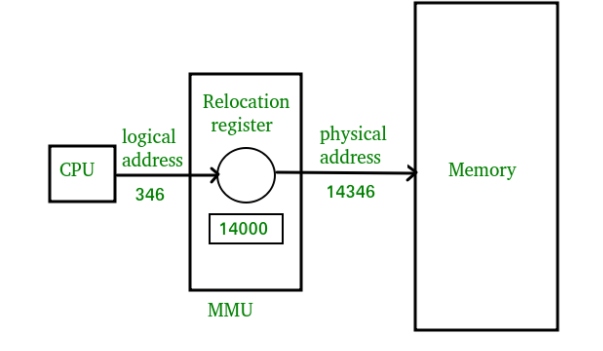 CPU
logical
address
346
Relocation
register
14000
MMU
physical
address
14346
Memory